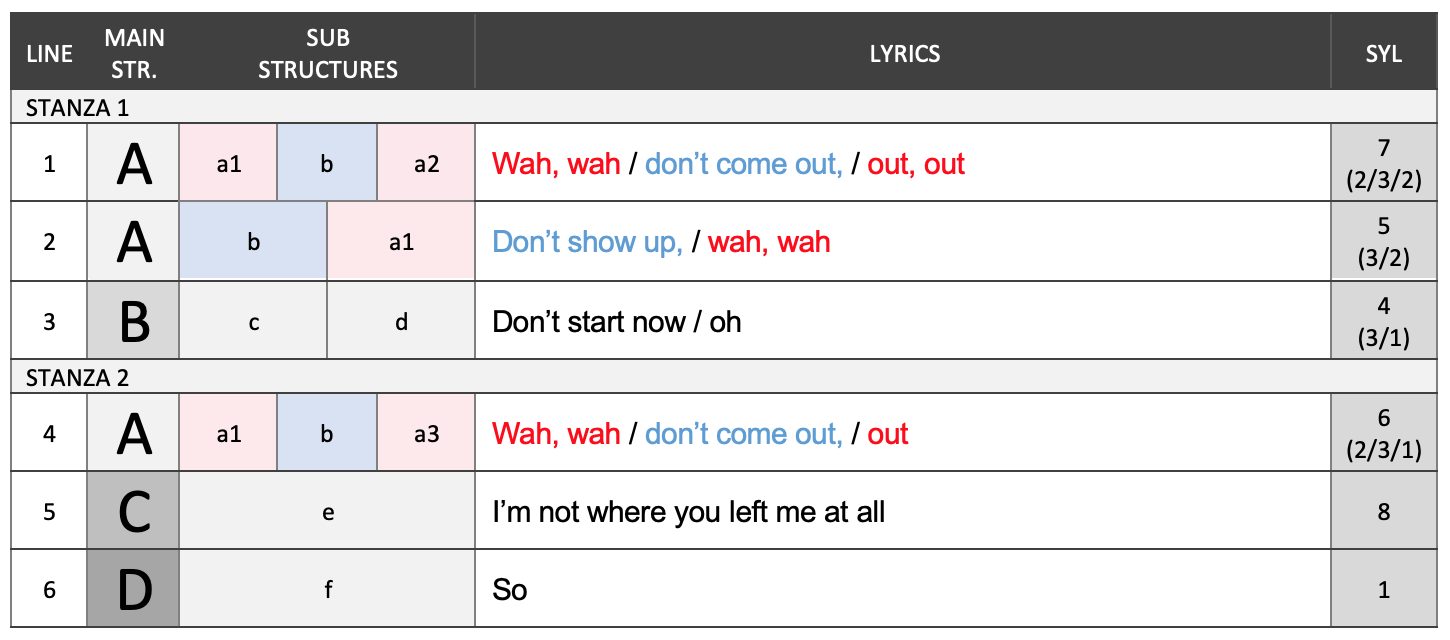 LINE MAIN STR. SUB STRUCTURES LYRICS SYL
STANZA 1
1 A a1 b a2 Wah, wah / don’t come out, / out, out 7 (2/3/2)
2 A b a1 Don’t show up, / wah, wah 5 (3/2)
3 B c d Don’t start now / oh 4 (3/1)
STANZA 2
4 A a1 b a3 Wah, wah / don’t come out, / out 6 (2/3/1)
5 C e I’m not where you left me at all 8
6 D f So 1